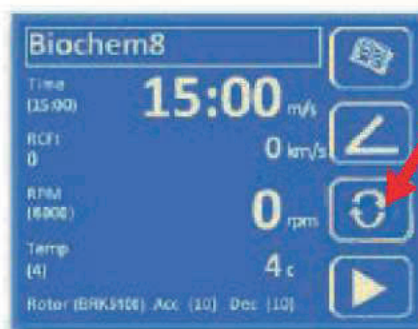 Biochem8
Time
(15:00)
15:00 m/s
RCF:
0
0 km/s
RPM
(6000)
0 rpm
Temp
(4)
4 c
Rotor (BRK5108) Acc (10) Dec (10)